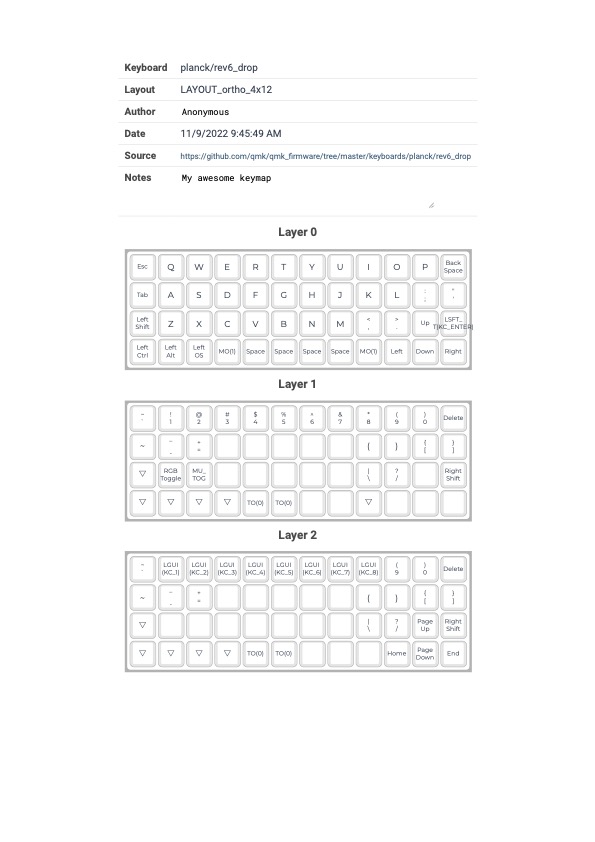 Keyboard planck/rev6_drop
Layout LAYOUT_ortho_4x12
Author Anonymous
Date 11/9/2022 9:45:49 AM
Source https://github.com/qmk/qmk_firmware/tree/master/keyboards/planck/rev6_drop
Notes My awesome keymap
Layer 0
Esc Q W E R T Y U I O P Back Space
Tab A S D F G H J K L : ; " '
Left Shift Z X C V B N M < , > . Up LSFT_T(KC_ENTER)
Left Ctrl Left Alt Left OS MO(1) Space Space Space Space MO(1) Left Down Right
Layer 1
~ ` ! 1 @ 2 # 3 $ 4 % 5 ^ 6 & 7 * 8 ( 9 ) 0 Delete
~ _ - + = { } { [ } ]
▽ RGB Toggle MU_TOG | \ ? / Right Shift
▽ ▽ ▽ ▽ TO(0) TO(0) ▽
Layer 2
~ ` LGUI (KC_1) LGUI (KC_2) LGUI (KC_3) LGUI (KC_4) LGUI (KC_5) LGUI (KC_6) LGUI (KC_7) LGUI (KC_8) ( 9 ) 0 Delete
~ _ - + = { } { [ } ]
▽ | \ ? / Page Up Right Shift
▽ ▽ ▽ ▽ TO(0) TO(0) Home Page Down End